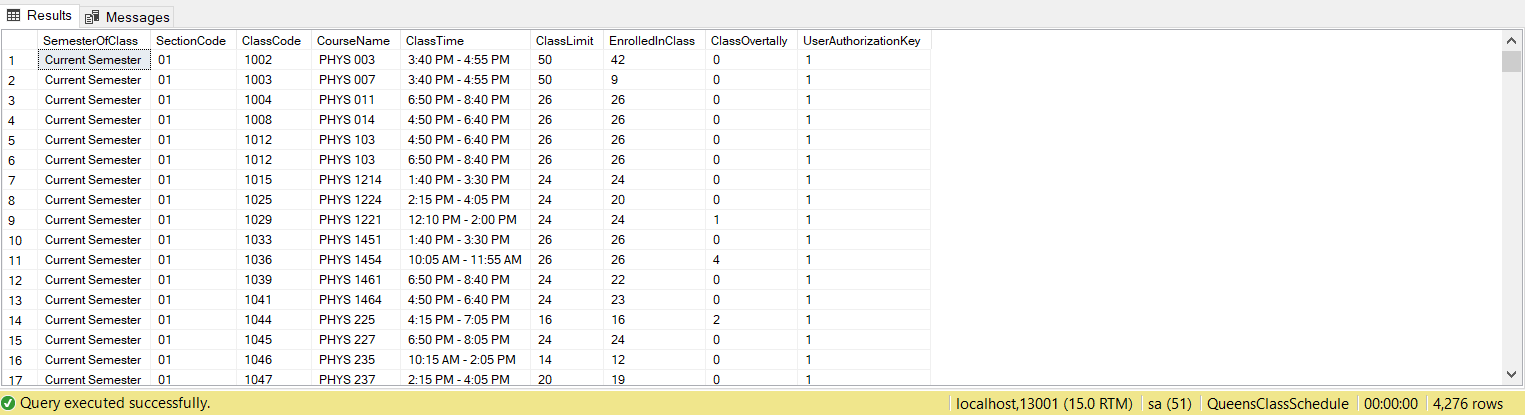 Results Messages
SemesterOfClass SectionCode ClassCode CourseName ClassTime ClassLimit EnrolledInClass ClassOvertally UserAuthorizationKey
1 Current Semester 01 1002 PHYS 003 3:40 PM - 4:55 PM 50 42 0 1
2 Current Semester 01 1003 PHYS 007 3:40 PM - 4:55 PM 50 9 0 1
3 Current Semester 01 1004 PHYS 011 6:50 PM - 8:40 PM 26 26 0 1
4 Current Semester 01 1008 PHYS 014 4:50 PM - 6:40 PM 26 26 0 1
5 Current Semester 01 1012 PHYS 103 4:50 PM - 6:40 PM 26 26 0 1
6 Current Semester 01 1012 PHYS 103 6:50 PM - 8:40 PM 26 26 0 1
7 Current Semester 01 1015 PHYS 1214 1:40 PM - 3:30 PM 24 24 0 1
8 Current Semester 01 1025 PHYS 1224 2:15 PM - 4:05 PM 24 20 0 1
9 Current Semester 01 1029 PHYS 1221 12:10 PM - 2:00 PM 24 24 1 1
10 Current Semester 01 1033 PHYS 1451 1:40 PM - 3:30 PM 26 26 0 1
11 Current Semester 01 1036 PHYS 1454 10:05 AM - 11:55 AM 26 26 4 1
12 Current Semester 01 1039 PHYS 1461 6:50 PM - 8:40 PM 24 22 0 1
13 Current Semester 01 1041 PHYS 1464 4:50 PM - 6:40 PM 24 23 0 1
14 Current Semester 01 1044 PHYS 225 4:15 PM - 7:05 PM 16 16 2 1
15 Current Semester 01 1045 PHYS 227 6:50 PM - 8:05 PM 24 24 0 1
16 Current Semester 01 1046 PHYS 235 10:15 AM - 2:05 PM 14 12 0 1
17 Current Semester 01 1047 PHYS 237 2:15 PM - 4:05 PM 20 19 0 1
Query executed successfully. localhost,13001 (15.0 RTM) sa (51) QueensClassSchedule 00:00:00 4,276 rows